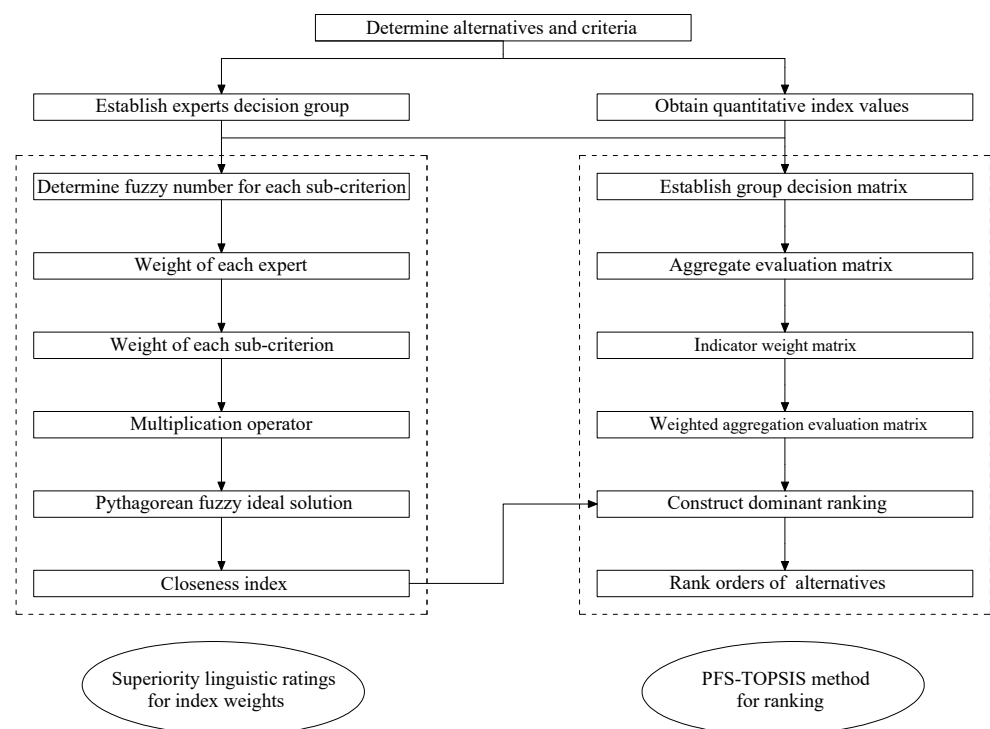 Determine alternatives and criteria
Establish experts decision group
Obtain quantitative index values
Determine fuzzy number for each sub-criterion
Weight of each expert
Weight of each sub-criterion
Multiplication operator
Pythagorean fuzzy ideal solution
Closeness index
Establish group decision matrix
Aggregate evaluation matrix
Indicator weight matrix
Weighted aggregation evaluation matrix
Construct dominant ranking
Rank orders of alternatives
Superiority linguistic ratings
for index weights
PFS-TOPSIS method
for ranking